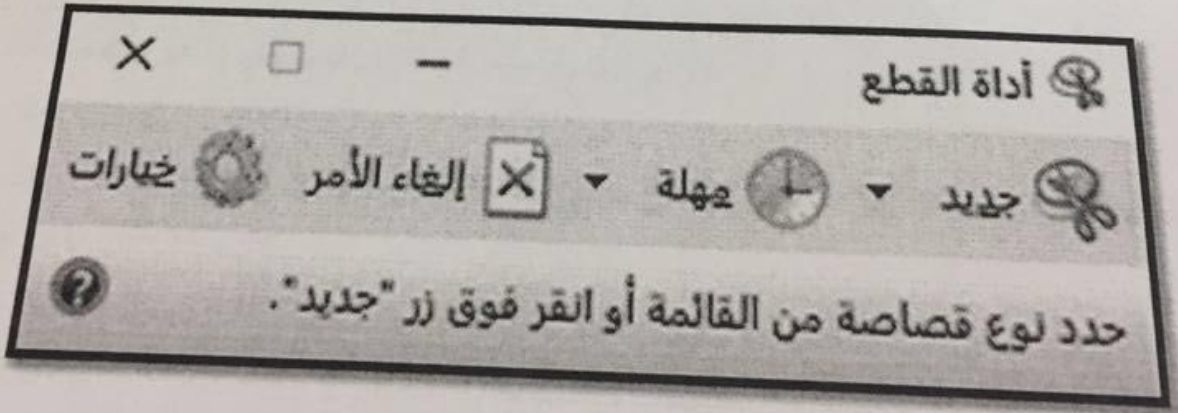 أداة القطع
جديد مهلة إلغاء الأمر خيارات
حدد نوع قصاصة من القائمة أو انقر فوق زر "جديد".